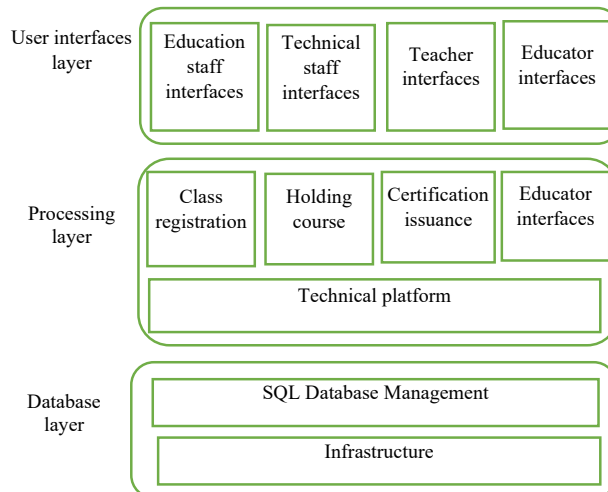 User interfaces
layer
Education
staff
interfaces
Technical
staff
interfaces
Teacher
interfaces
Educator
interfaces
Processing
layer
Class
registration
Holding
course
Certification
issuance
Educator
interfaces
Technical platform
Database
layer
SQL Database Management
Infrastructure